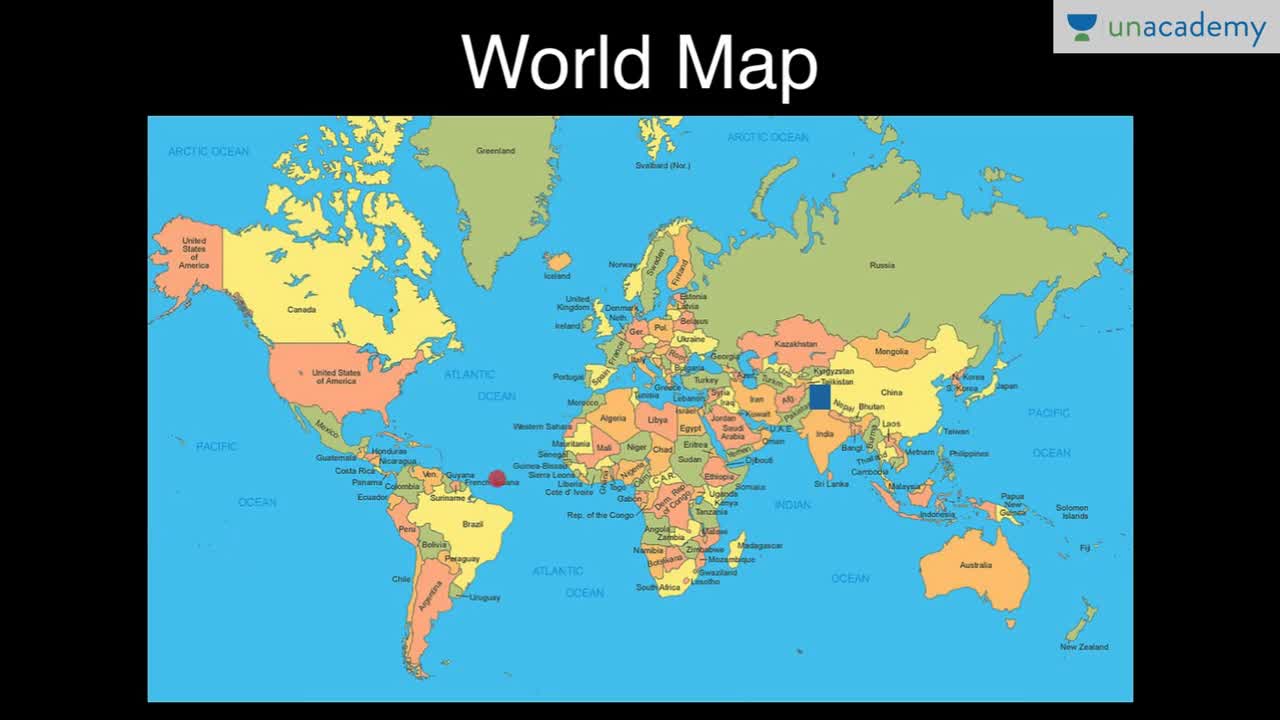 unacademy
World Map
ARCTIC OCEAN
ARCTIC OCEAN
Greenland
Svalbard (Nor.)
United
States
of
America
Canada
Iceland
Norway
Sweden
Finland
Russia
Estonia
Latvia
United
Kingdom
Denmark
Neth.
Belarus
Ireland
Ger.
Pol.
Ukraine
France
Rom.
Kazakhstan
Mongolia
Georgia
Italy
Bulgaria
Kyrgyzstan
Uzb.
Tajikistan
Turkm.
United States
of America
ATLANTIC
OCEAN
Portugal
Spain
Greece
Turkey
Azer.
N. Korea
S. Korea
Japan
China
Morocco
Tunisia
Lebanon
Syria
Iraq
Iran
Afg.
Pakistan
Nepal
Bhutan
Israel
Jordan
Kuwait
PACIFIC
OCEAN
Mexico
Western Sahara
Algeria
Libya
Egypt
Saudi
Arabia
U.A.E.
Oman
India
Laos
Burma
Taiwan
PACIFIC
OCEAN
Honduras
Guatemala
Nicaragua
Mauritania
Mali
Niger
Chad
Senegal
Eritrea
Yemen
Sudan
Djibouti
Bangl.
Thailand
Vietnam
Philippines
Cambodia
Costa Rica
Panama
Ven.
Guyana
Colombia
Suriname
Guinea-Bissau
Sierra Leone
Liberia
Cote d' Ivoire
Ghana
Togo
Nigeria
Cam.
C.A.R.
Ethiopia
Somalia
Sri Lanka
Malaysia
Ecuador
Gabon
Rep. of the Congo
Dem. Rep.
of Congo
Uganda
Kenya
Tanzania
INDIAN
OCEAN
Indonesia
Papua
New
Guinea
Solomon
Islands
Peru
Brazil
Bolivia
Angola
Zambia
Malawi
Fiji
Paraguay
Namibia
Zimbabwe
Botswana
Mozambique
Madagascar
Chile
Argentina
Uruguay
ATLANTIC
OCEAN
South Africa
Swaziland
Lesotho
Australia
New Zealand